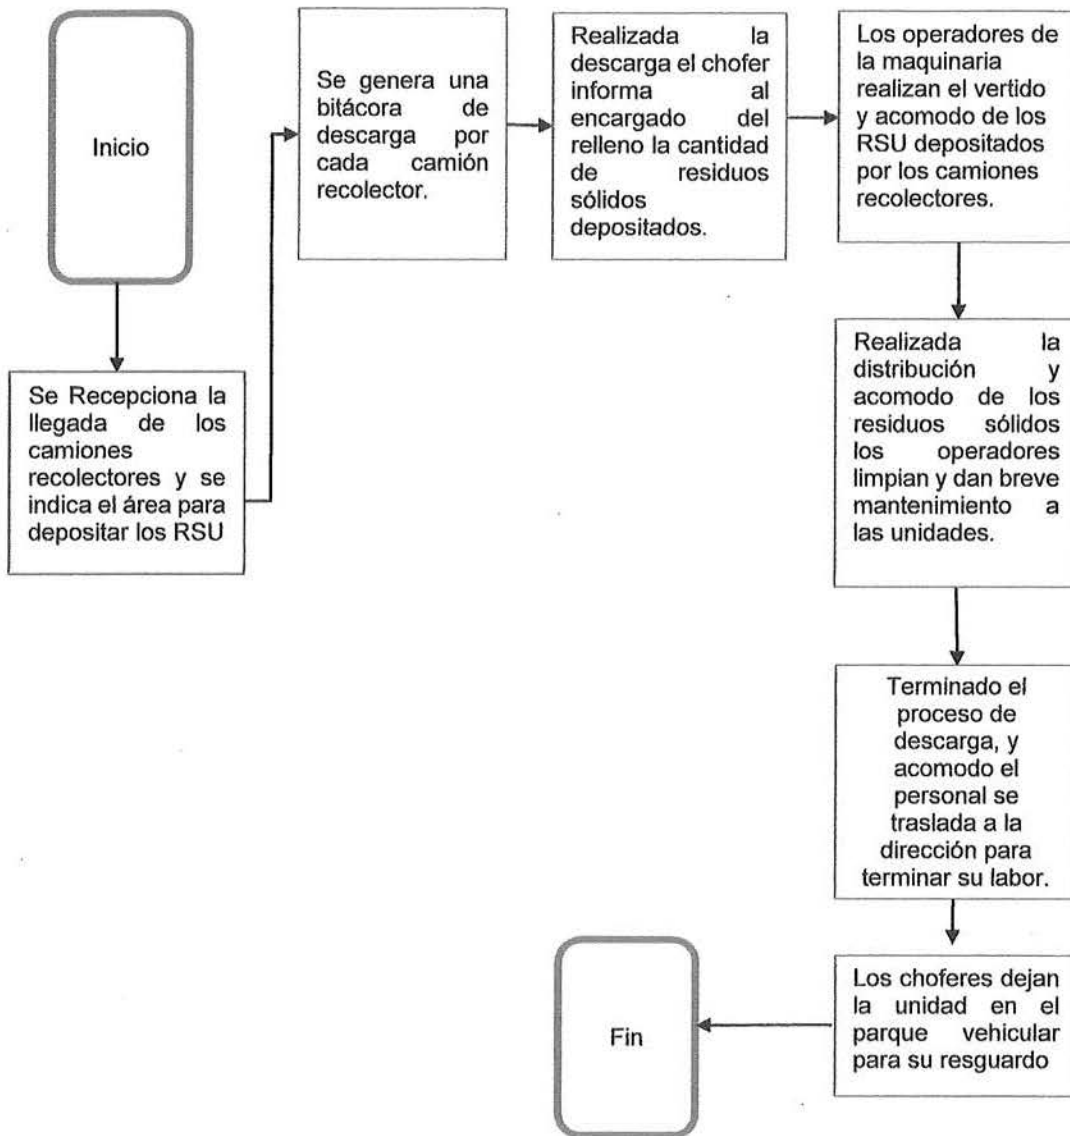 Inicio
Se Recepciona la
llegada de los
camiones
recolectores y se
indica el área para
depositar los RSU
Se genera una
bitácora de
descarga por
cada camión
recolector.
Realizada la
descarga el chofer
informa al
encargado del
relleno la cantidad
de residuos
sólidos
depositados.
Los operadores de
la maquinaria
realizan el vertido
y acomodo de los
RSU depositados
por los camiones
recolectores.
Realizada la
distribución y
acomodo de los
residuos sólidos
los operadores
limpian y dan breve
mantenimiento a
las unidades.
Terminado el
proceso de
descarga, y
acomodo el
personal se
traslada a la
dirección para
terminar su labor.
Los choferes dejan
la unidad en el
parque vehicular
para su resguardo
Fin